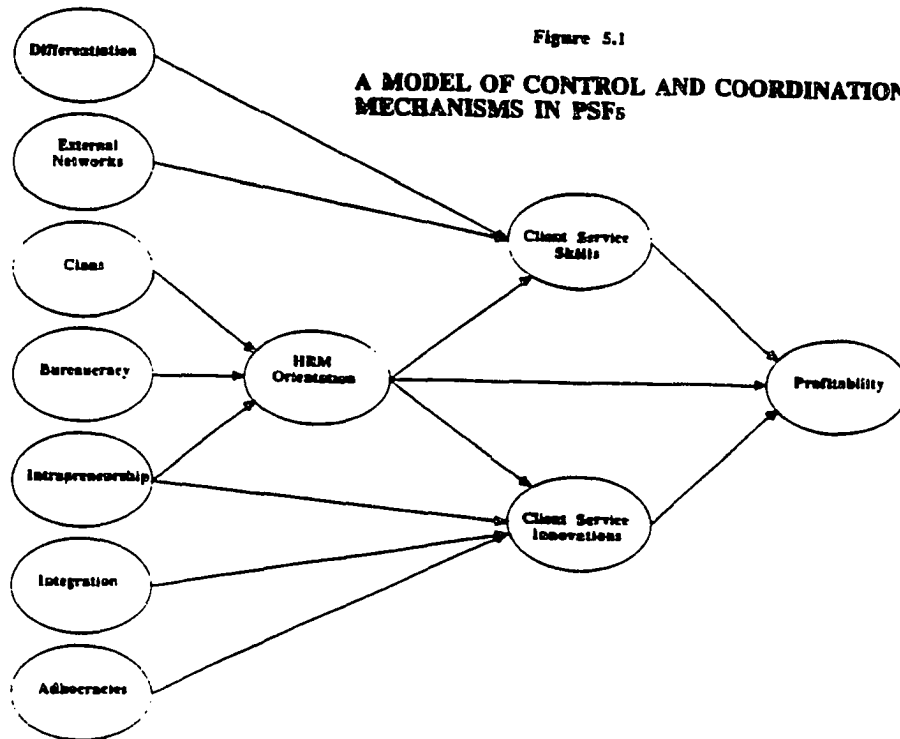 Figure 5.1
A MODEL OF CONTROL AND COORDINATION
MECHANISMS IN PSFs
Differentiation
External
Networks
Clans
Bureaucracy
Intrapreneurship
Integration
Adhocracies
HRM
Orientation
Client Service
Skills
Client Service
Innovations
Profitability